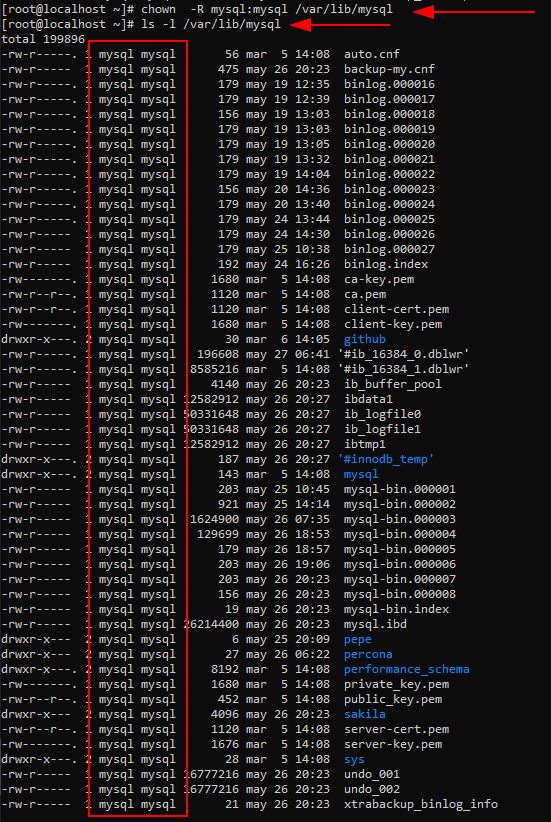 [root@localhost ~]# chown  -R mysql:mysql /var/lib/mysql
[root@localhost ~]# ls -l /var/lib/mysql
total 199896
-rw-r-----. 1 mysql mysql       56 mar  5 14:08  auto.cnf
-rw-r-----  1 mysql mysql      475 may 26 20:23  backup-my.cnf
-rw-r-----. 1 mysql mysql      179 may 19 12:35  binlog.000016
-rw-r-----. 1 mysql mysql      179 may 19 12:39  binlog.000017
-rw-r-----. 1 mysql mysql      156 may 19 13:03  binlog.000018
-rw-r-----. 1 mysql mysql      179 may 19 13:03  binlog.000019
-rw-r-----. 1 mysql mysql      179 may 19 13:05  binlog.000020
-rw-r-----. 1 mysql mysql      179 may 19 13:32  binlog.000021
-rw-r-----. 1 mysql mysql      179 may 19 14:04  binlog.000022
-rw-r-----. 1 mysql mysql      156 may 20 14:36  binlog.000023
-rw-r-----. 1 mysql mysql      179 may 20 13:40  binlog.000024
-rw-r-----. 1 mysql mysql      179 may 24 13:44  binlog.000025
-rw-r-----  1 mysql mysql      179 may 24 14:30  binlog.000026
-rw-r-----  1 mysql mysql      179 may 25 10:38  binlog.000027
-rw-r-----  1 mysql mysql      192 may 24 16:26  binlog.index
-rw-------. 1 mysql mysql     1680 mar  5 14:08  ca-key.pem
-rw-r--r--. 1 mysql mysql     1120 mar  5 14:08  ca.pem
-rw-r--r--. 1 mysql mysql     1120 mar  5 14:08  client-cert.pem
-rw-------. 1 mysql mysql     1680 mar  5 14:08  client-key.pem
drwxr-x---. 2 mysql mysql       30 mar  6 14:05  github
-rw-r-----. 1 mysql mysql   196608 may 27 06:41 '#ib_16384_0.dblwr'
-rw-r-----. 1 mysql mysql  8585216 mar  5 14:08 '#ib_16384_1.dblwr'
-rw-r-----  1 mysql mysql     4140 may 26 20:23  ib_buffer_pool
-rw-r-----  1 mysql mysql 12582912 may 26 20:27  ibdata1
-rw-r-----  1 mysql mysql 50331648 may 26 20:27  ib_logfile0
-rw-r-----  1 mysql mysql 50331648 may 26 20:27  ib_logfile1
-rw-r-----  1 mysql mysql 12582912 may 26 20:27  ibtmp1
drwxr-x---. 2 mysql mysql      187 may 26 20:27 '#innodb_temp'
drwxr-x---. 2 mysql mysql      143 mar  5 14:08  mysql
-rw-r-----  1 mysql mysql      203 may 25 10:45  mysql-bin.000001
-rw-r-----  1 mysql mysql      921 may 25 14:14  mysql-bin.000002
-rw-r-----  1 mysql mysql  1624900 may 26 07:35  mysql-bin.000003
-rw-r-----  1 mysql mysql   129699 may 26 18:53  mysql-bin.000004
-rw-r-----  1 mysql mysql      179 may 26 18:57  mysql-bin.000005
-rw-r-----  1 mysql mysql      203 may 26 19:06  mysql-bin.000006
-rw-r-----  1 mysql mysql      203 may 26 20:23  mysql-bin.000007
-rw-r-----  1 mysql mysql      156 may 26 20:23  mysql-bin.000008
-rw-r-----  1 mysql mysql       19 may 26 20:23  mysql-bin.index
-rw-r-----  1 mysql mysql 26214400 may 26 20:23  mysql.ibd
drwxr-x---  2 mysql mysql        6 may 25 20:09  pepe
drwxr-x---  2 mysql mysql       27 may 26 06:22  percona
drwxr-x---. 2 mysql mysql     8192 mar  5 14:08  performance_schema
-rw-------. 1 mysql mysql     1680 mar  5 14:08  private_key.pem
-rw-r--r--. 1 mysql mysql      452 mar  5 14:08  public_key.pem
drwxr-x---  2 mysql mysql     4096 may 26 20:23  sakila
-rw-r--r--. 1 mysql mysql     1120 mar  5 14:08  server-cert.pem
-rw-------. 1 mysql mysql     1676 mar  5 14:08  server-key.pem
drwxr-x---. 2 mysql mysql       28 mar  5 14:08  sys
-rw-r-----  1 mysql mysql 16777216 may 26 20:23  undo_001
-rw-r-----  1 mysql mysql 16777216 may 26 20:23  undo_002
-rw-r-----  1 mysql mysql       21 may 26 20:23  xtrabackup_binlog_info